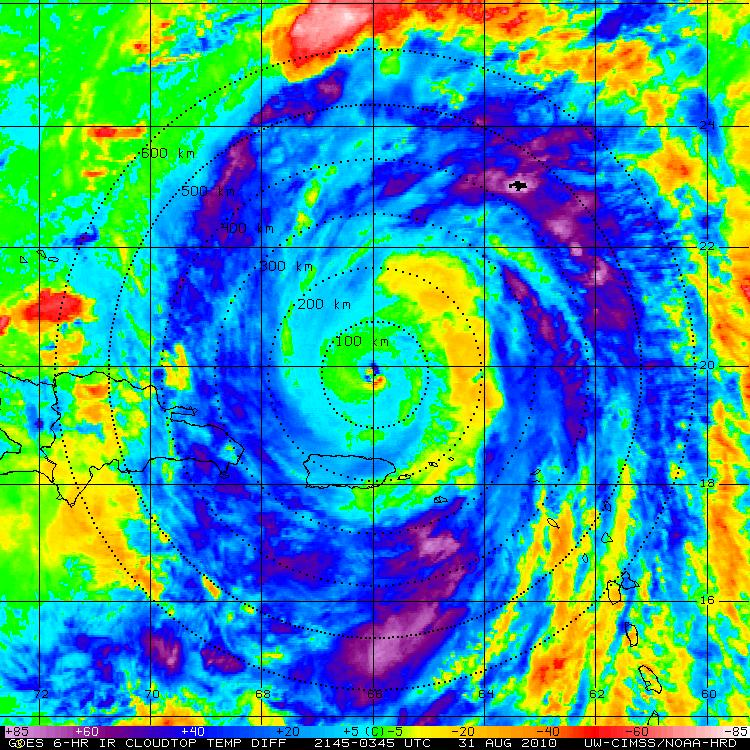 600 km
24
500 km
400 km
22
300 km
200 km
100 km
20
18
16
72 70 68 66 64 62 60
+85 +60 +40 +20 +5 (C) -5 -20 -40 -60 -85
GOES 6-HR IR CLOUDTOP TEMP DIFF 2145-0345 UTC 31 AUG 2010 UW-CIMSS/NOAA-HRD